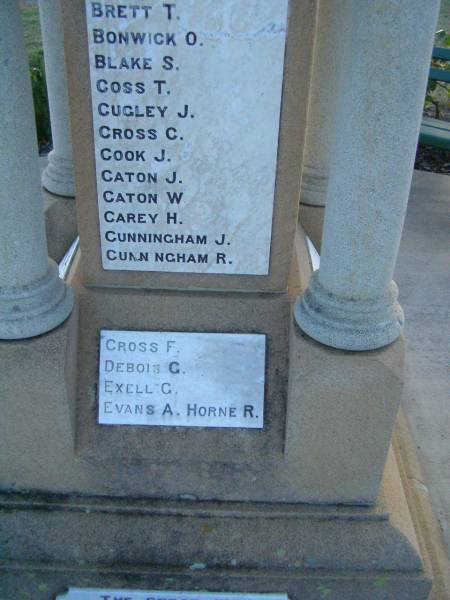 BRETT T.
BONWICK O.
BLAKE S.
COSS T.
CUGLEY J.
CROSS C.
COOK J.
CATON J.
CATON W
CAREY H.
CUNNINGHAM J.
CUNNINGHAM R.
CROSS F.
DEBOIS G.
EXELL G.
EVANS A. HORNE R.